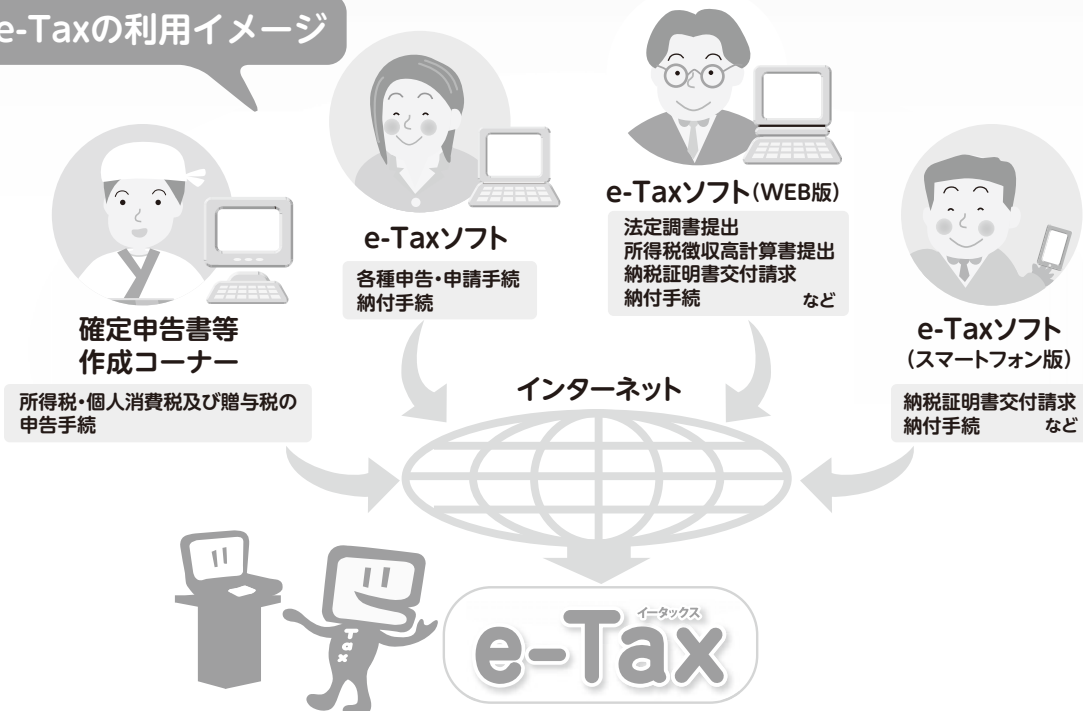 e-Taxの利用イメージ
確定申告書等
作成コーナー
所得税・個人消費税及び贈与税の
申告手続
e-Taxソフト
各種申告・申請手続
納付手続
e-Taxソフト(WEB版)
法定調書提出
所得税徴収高計算書提出
納税証明書交付請求
納付手続 など
e-Taxソフト
(スマートフォン版)
納税証明書交付請求
納付手続 など
インターネット
Tax
イータックス
e-Tax